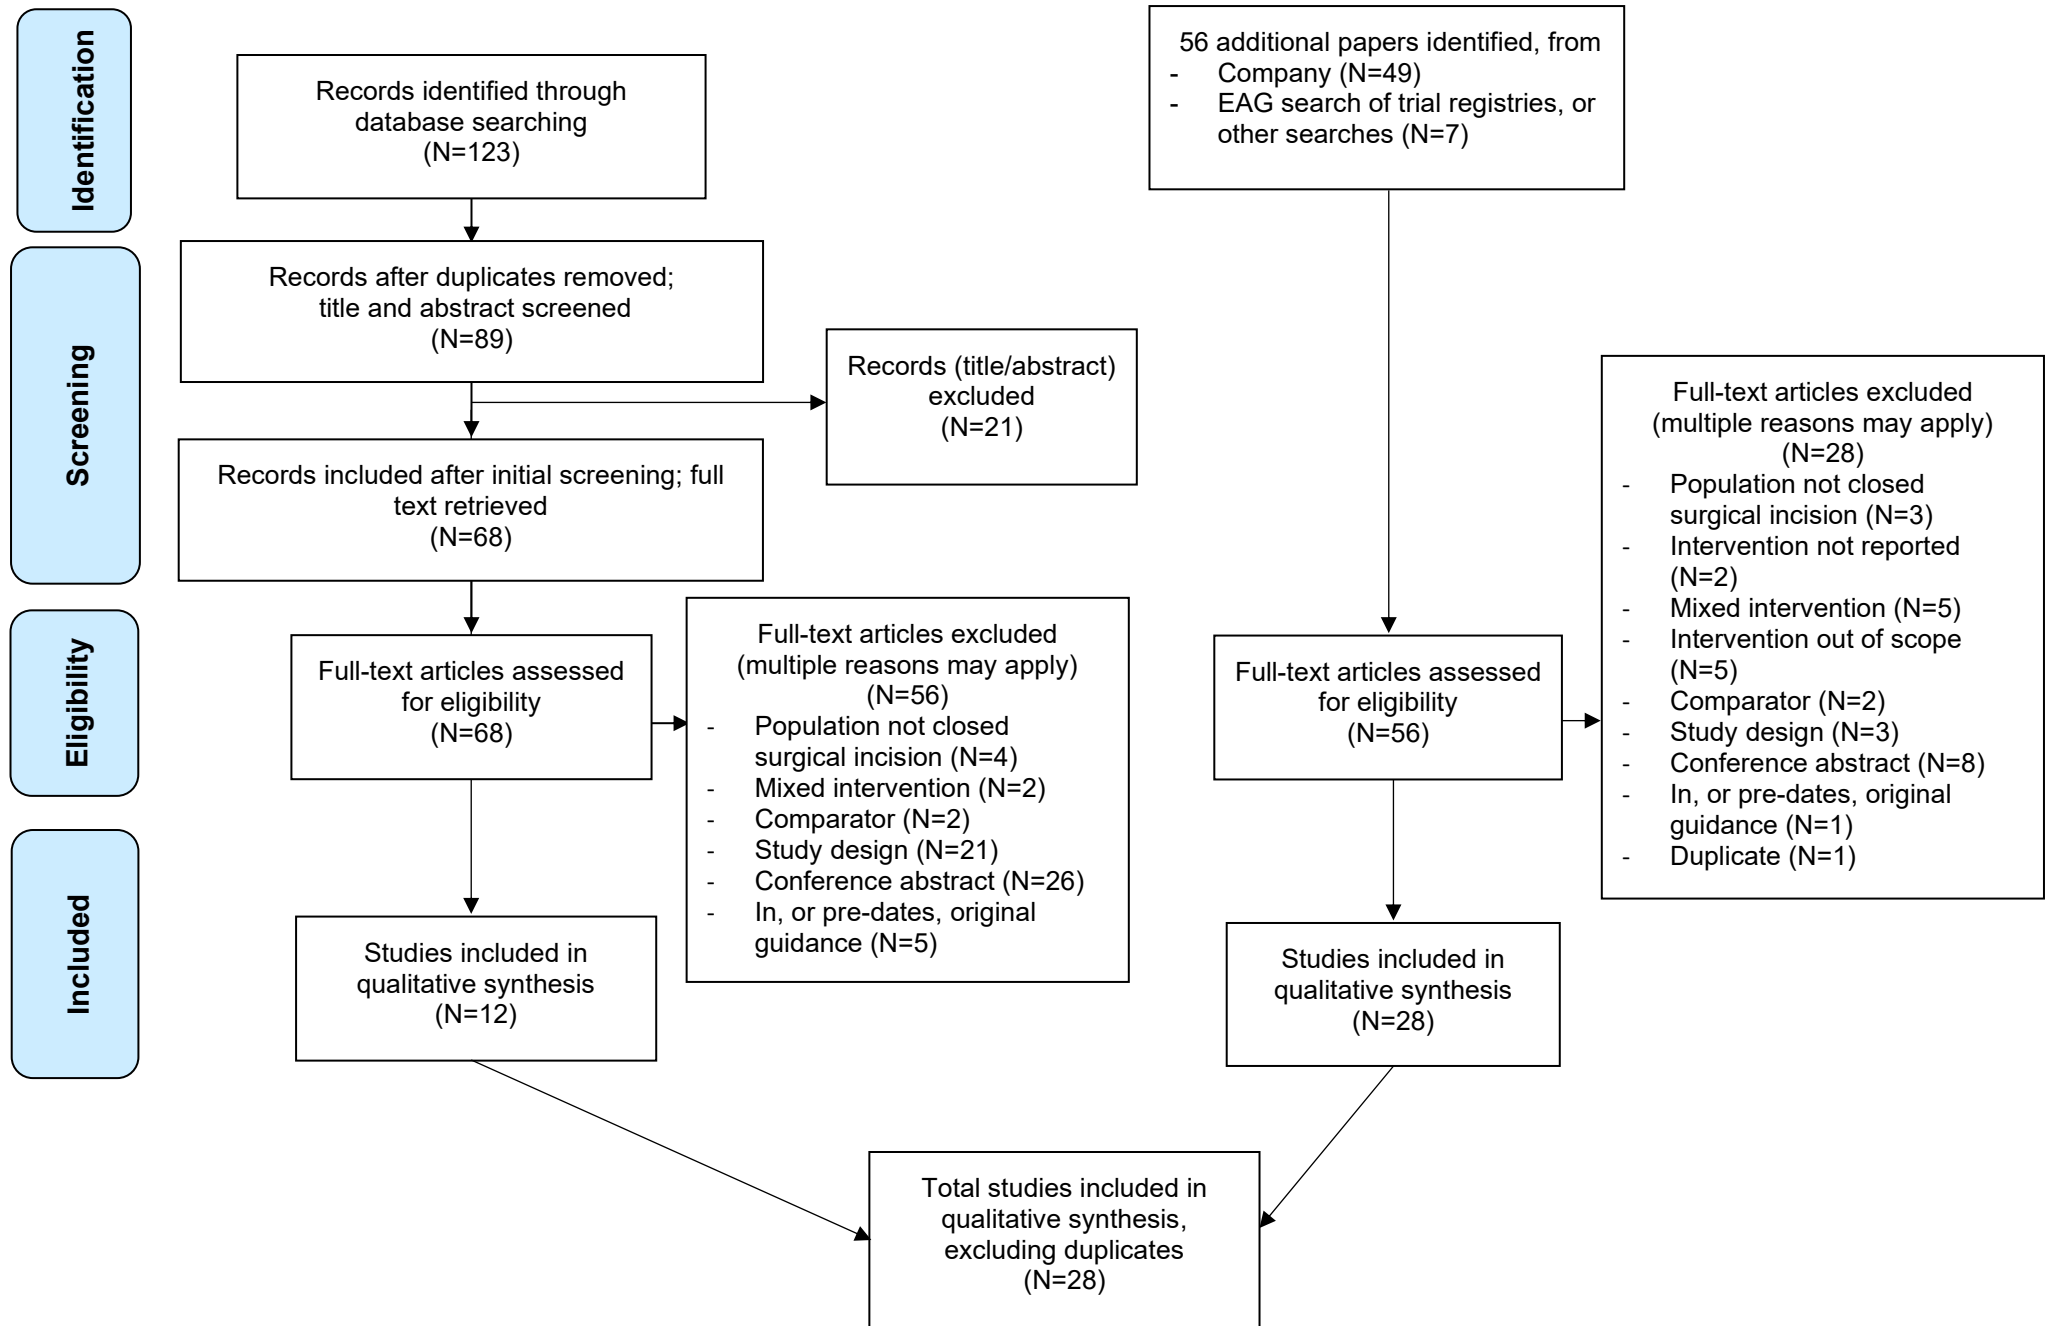 Identification
Records identified through
database searching
(N=123)
56 additional papers identified, from
- Company (N=49)
- EAG search of trial registries, or
other searches (N=7)
Screening
Records after duplicates removed;
title and abstract screened
(N=89)
Records (title/abstract)
excluded
(N=21)
Records included after initial screening; full
text retrieved
(N=68)
Eligibility
Full-text articles assessed
for eligibility
(N=68)
Full-text articles excluded
(multiple reasons may apply)
(N=56)
- Population not closed
surgical incision (N=4)
- Mixed intervention (N=2)
- Comparator (N=2)
- Study design (N=21)
- Conference abstract (N=26)
- In, or pre-dates, original
guidance (N=5)
Full-text articles assessed
for eligibility
(N=56)
Full-text articles excluded
(multiple reasons may apply)
(N=28)
- Population not closed
surgical incision (N=3)
- Intervention not reported
(N=2)
- Mixed intervention (N=5)
- Intervention out of scope
(N=5)
- Comparator (N=2)
- Study design (N=3)
- Conference abstract (N=8)
- In, or pre-dates, original
guidance (N=1)
- Duplicate (N=1)
Included
Studies included in
qualitative synthesis
(N=12)
Studies included in
qualitative synthesis
(N=28)
Total studies included in
qualitative synthesis,
excluding duplicates
(N=28)